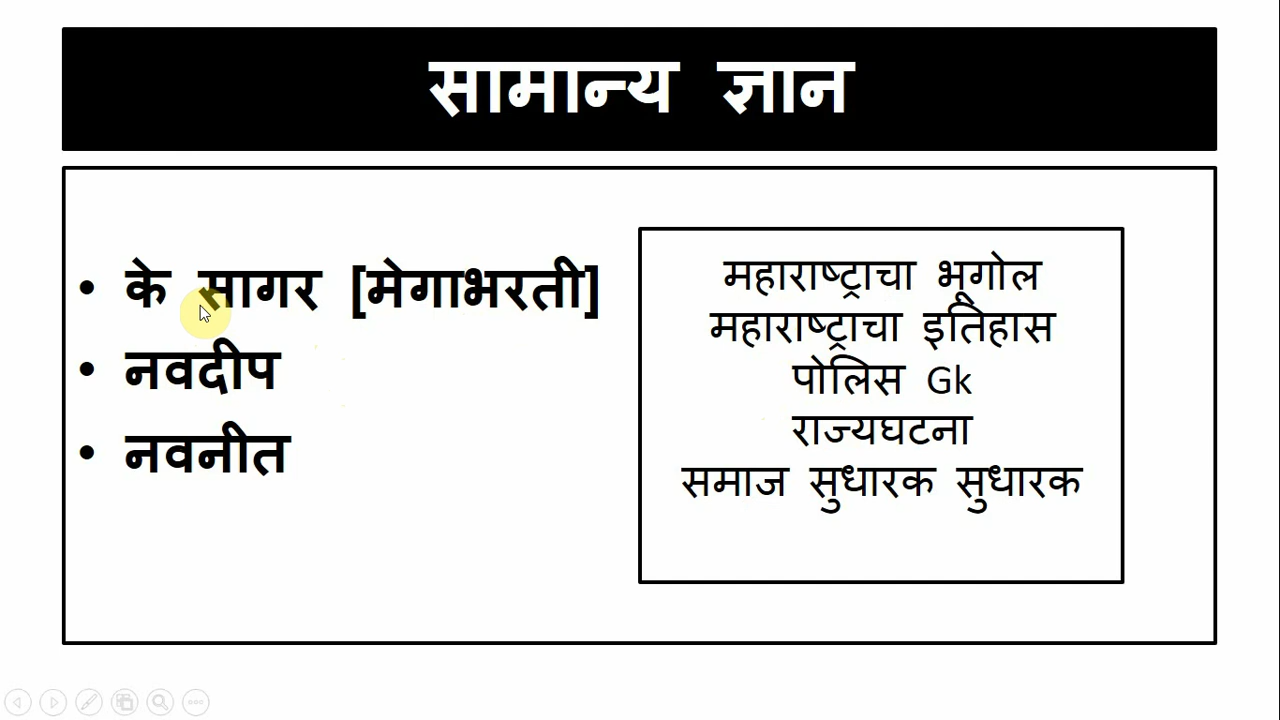 सामान्य ज्ञान
• के सागर [मेगाभरती]
• नवदीप
• नवनीत
महाराष्ट्राचा भूगोल
महाराष्ट्राचा इतिहास
पोलिस Gk
राज्यघटना
समाज सुधारक सुधारक